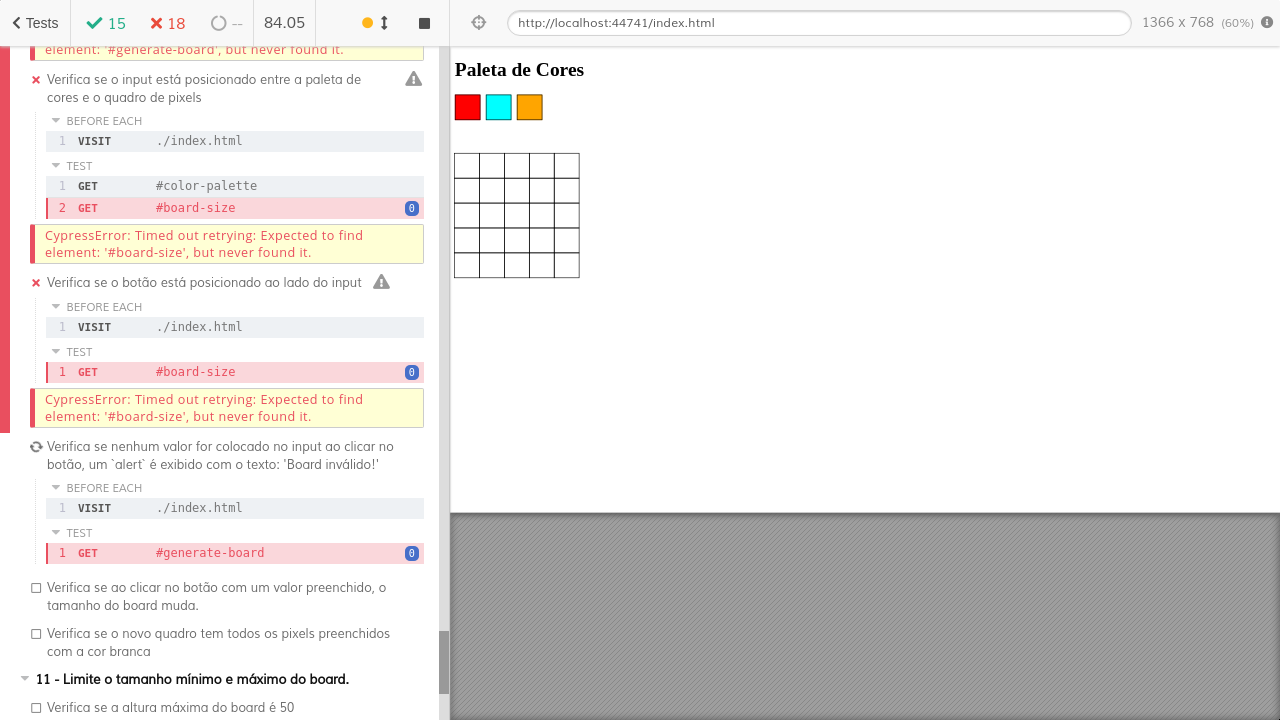 Tests
15
18
--
84.05
http://localhost:44741/index.html
1366 x 768 (60%)
element: '#generate-board', but never found it.
Verifica se o input está posicionado entre a paleta de
cores e o quadro de pixels
BEFORE EACH
1 VISIT ./index.html
TEST
1 GET #color-palette
2 GET #board-size 0
CypressError: Timed out retrying: Expected to find
element: '#board-size', but never found it.
Verifica se o botão está posicionado ao lado do input
BEFORE EACH
1 VISIT ./index.html
TEST
1 GET #board-size 0
CypressError: Timed out retrying: Expected to find
element: '#board-size', but never found it.
Verifica se nenhum valor for colocado no input ao clicar no
botão, um `alert` é exibido com o texto: 'Board inválido!'
BEFORE EACH
1 VISIT ./index.html
TEST
1 GET #generate-board 0
Verifica se ao clicar no botão com um valor preenchido, o
tamanho do board muda.
Verifica se o novo quadro tem todos os pixels preenchidos
com a cor branca
11 - Limite o tamanho mínimo e máximo do board.
Verifica se a altura máxima do board é 50
Paleta de Cores